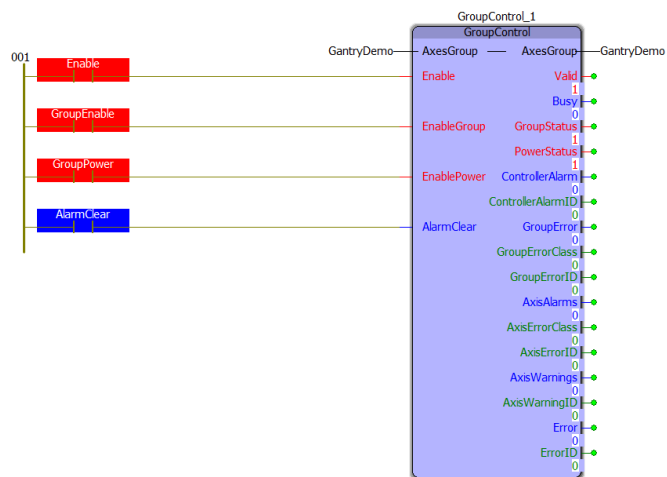 GroupControl_1
GroupControl
GantryDemo AxesGroup AxesGroup GantryDemo
001
Enable
Enable Valid
1
Busy
0
GroupEnable
EnableGroup GroupStatus
1
PowerStatus
1
GroupPower
EnablePower ControllerAlarm
0
ControllerAlarmID
0
AlarmClear
AlarmClear GroupError
0
GroupErrorClass
0
GroupErrorID
0
AxisAlarms
0
AxisErrorClass
0
AxisErrorID
0
AxisWarnings
0
AxisWarningID
0
Error
0
ErrorID
0